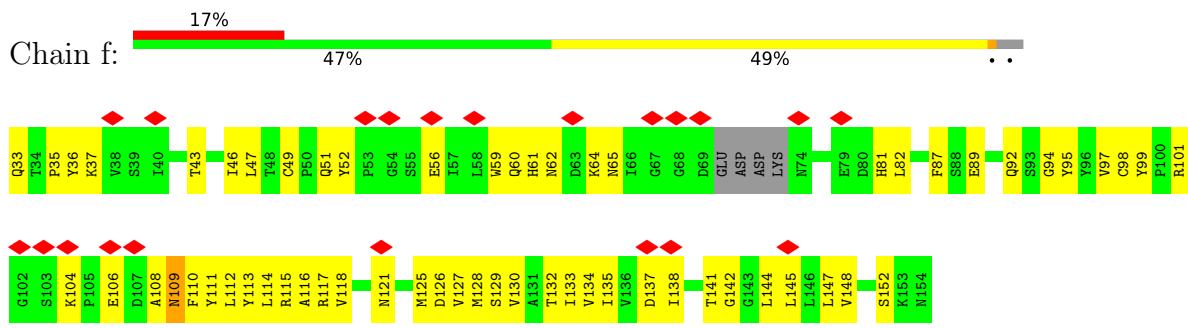 17%
Chain f:
47% 49% • •
Q33 T34 P35 Y36 K37 V38 S39 I40 T43 I46 L47 T48 C49 P50 Q51 Y52 P53 G54 S55 E56 I57 L58 W59 Q60 H61 N62 D63 K64 N65 I66 G67 G68 D69 GLU ASP ASP LYS N74 E79 D80 H81 L82 F87 S88 E89 Q92 S93 G94 Y95 Y96 V97 C98 Y99 P100 R101
G102 S103 K104 P105 E106 D107 A108 N109 F110 Y111 L112 Y113 L114 R115 A116 R117 V118 N121 M125 D126 V127 M128 S129 V130 A131 T132 I133 V134 I135 V136 D137 I138 T141 G142 G143 L144 L145 L146 L147 V148 S152 K153 N154